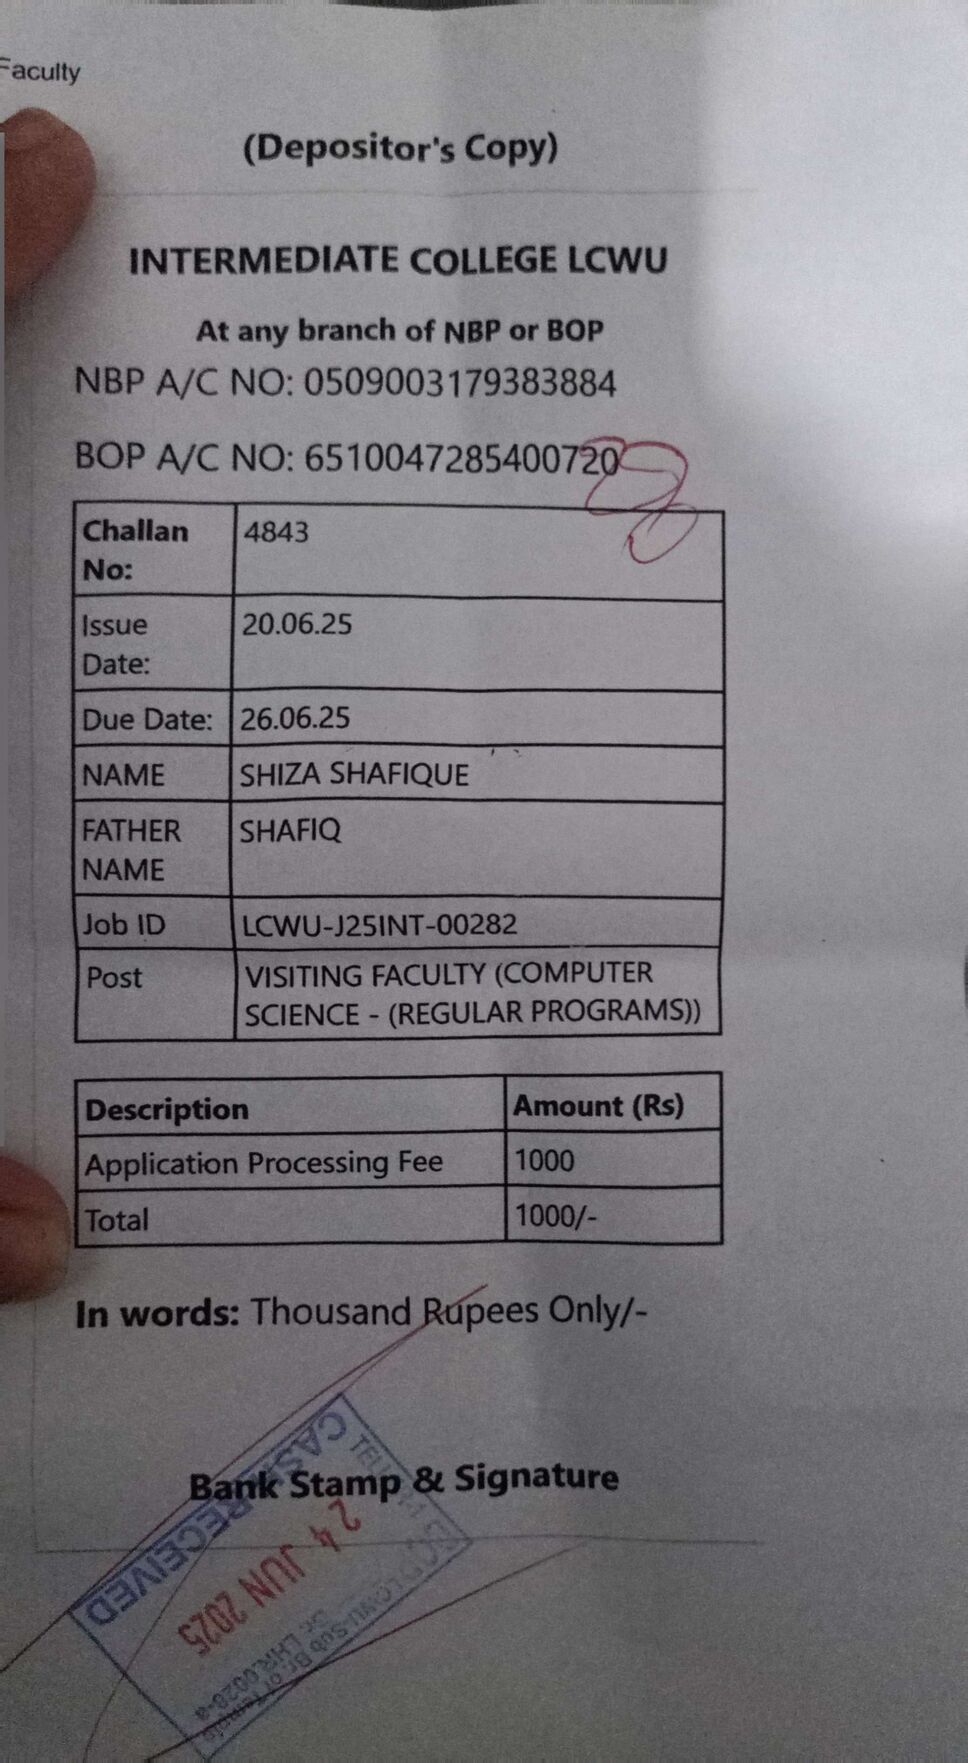 Faculty
(Depositor's Copy)
INTERMEDIATE COLLEGE LCWU
At any branch of NBP or BOP
NBP A/C NO: 0509003179383884
BOP A/C NO: 6510047285400720
Challan No: 4843
Issue Date: 20.06.25
Due Date: 26.06.25
NAME SHIZA SHAFIQUE
FATHER NAME SHAFIQ
Job ID LCWU-J25INT-00282
Post VISITING FACULTY (COMPUTER
SCIENCE - (REGULAR PROGRAMS))
Description Amount (Rs)
Application Processing Fee 1000
Total 1000/-
In words: Thousand Rupees Only/-
Bank Stamp & Signature
CASH RECEIVED
24 JUN 2025